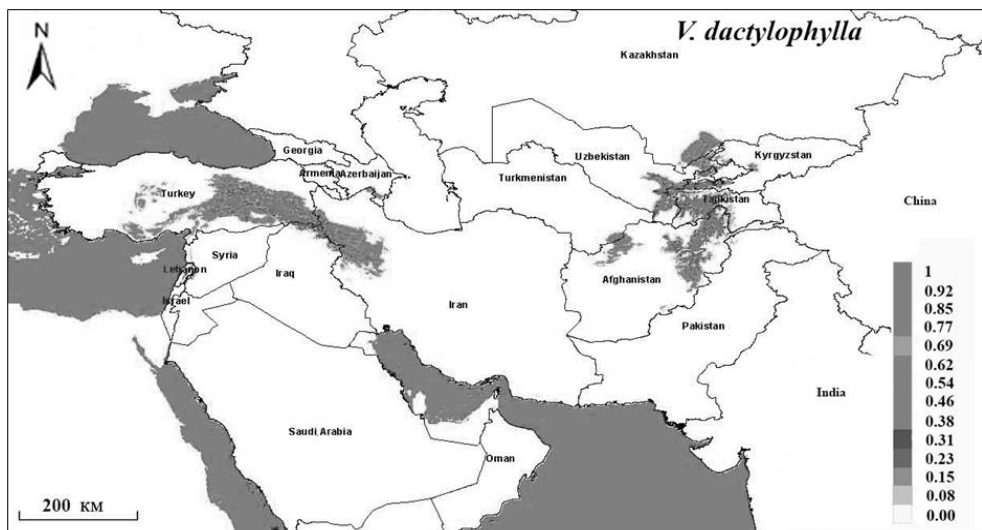 N
V. dactylophylla
Kazakhstan
Georgia
Armenia
Azerbaijan
Uzbekistan
Kyrgyzstan
Turkmenistan
Turkey
Tajikistan
China
Syria
Lebanon
Iraq
Israel
Iran
Afghanistan
Pakistan
India
Saudi Arabia
Oman
200 KM
1
0.92
0.85
0.77
0.69
0.62
0.54
0.46
0.38
0.31
0.23
0.15
0.08
0.00